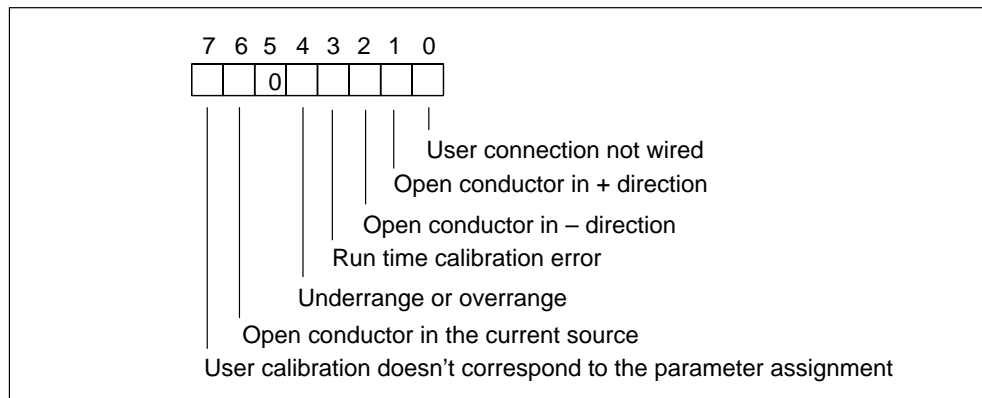 7 6 5 4 3 2 1 0
0
User connection not wired
Open conductor in + direction
Open conductor in – direction
Run time calibration error
Underrange or overrange
Open conductor in the current source
User calibration doesn't correspond to the parameter assignment